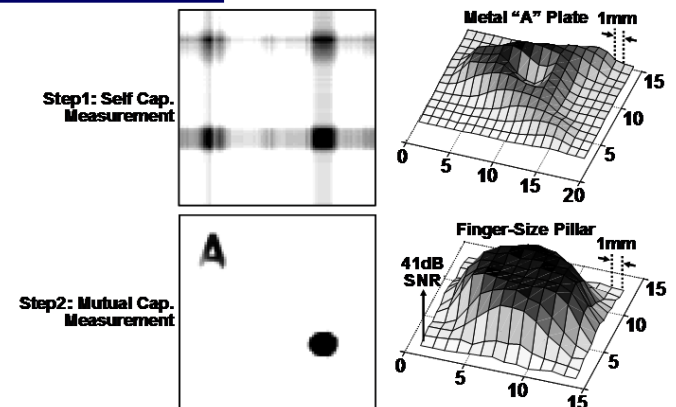 Metal “A” Plate 1mm
Step1: Self Cap.
Measurement
15
10
5
0
5
10
15
20
A
Finger-Size Pillar
1mm
41dB
SNR
Step2: Mutual Cap.
Measurement
15
10
5
0
5
10
15